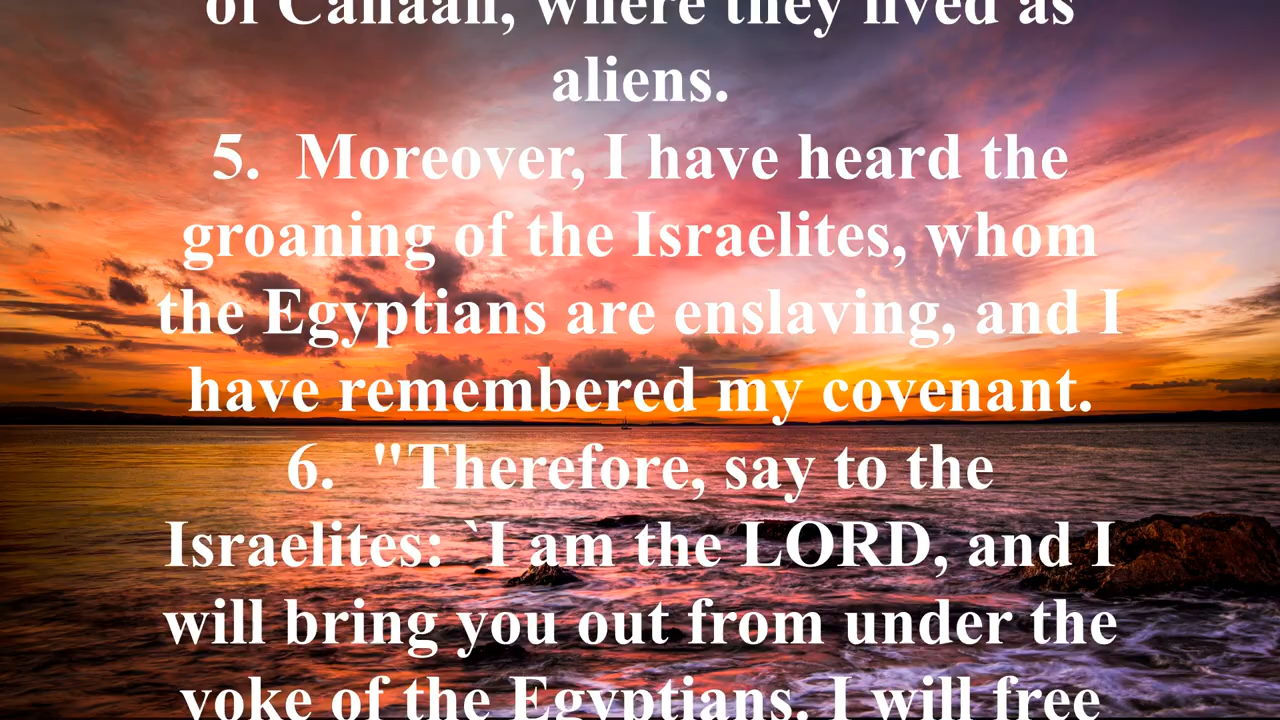 of Canaan, where they lived as
aliens.
5.  Moreover, I have heard the
groaning of the Israelites, whom
the Egyptians are enslaving, and I
have remembered my covenant.
6.  "Therefore, say to the
Israelites: `I am the LORD, and I
will bring you out from under the
yoke of the Egyptians. I will free